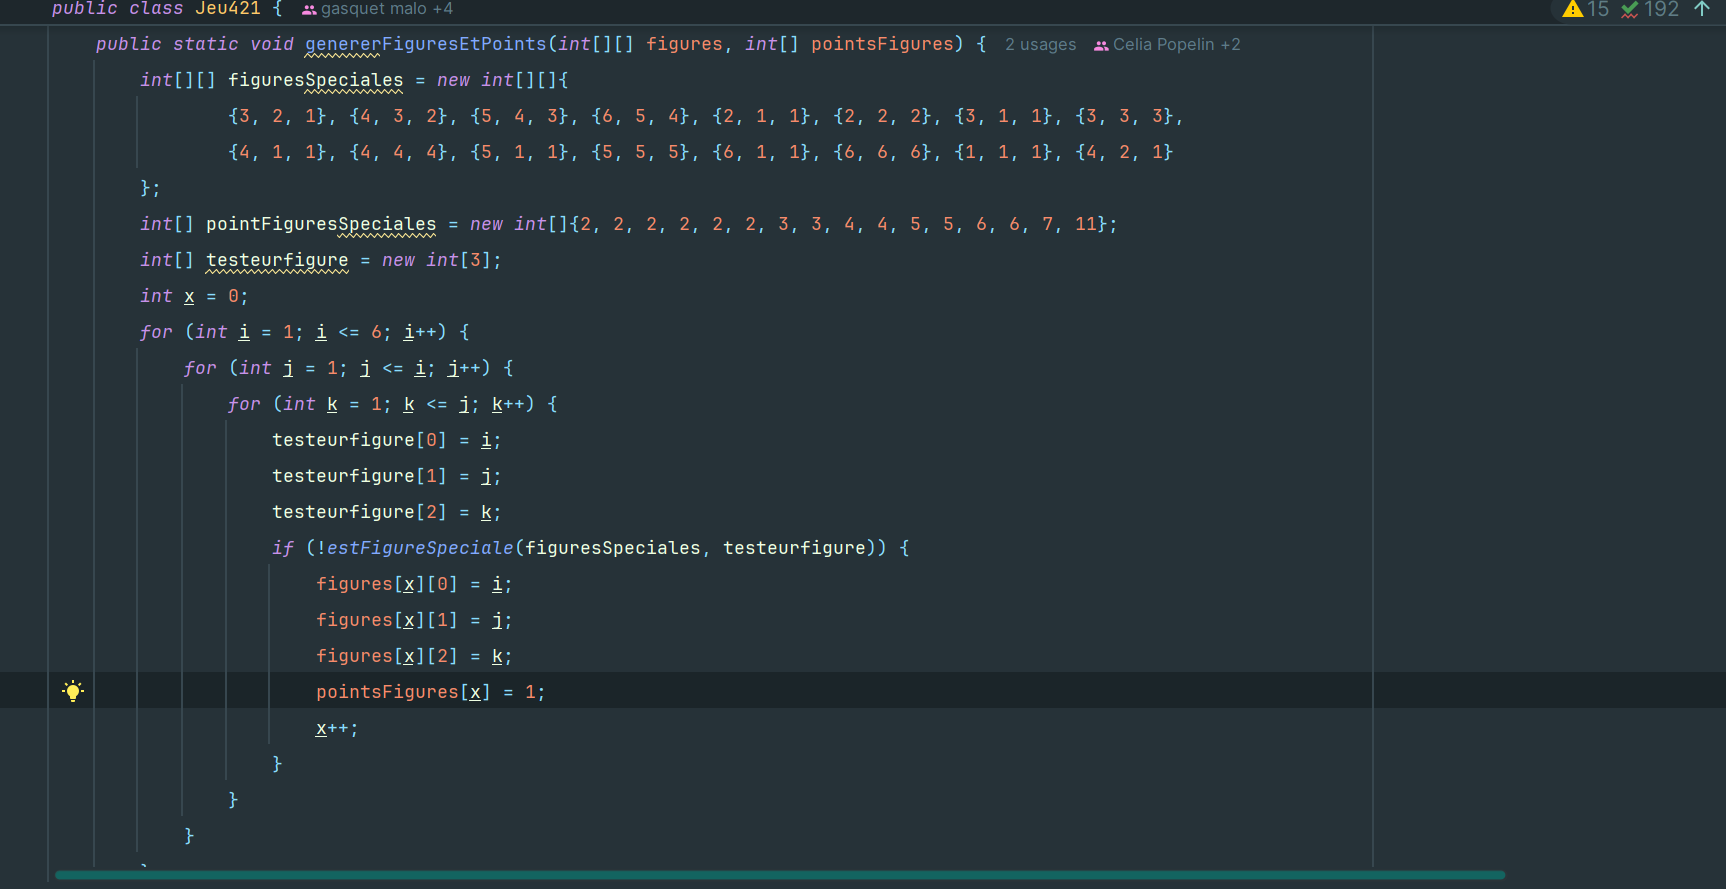 public class Jeu421 { gasquet malo +4 15 192
public static void genererFiguresEtPoints(int[][] figures, int[] pointsFigures) { 2 usages Celia Popelin +2
int[][] figuresSpeciales = new int[][]{
{3, 2, 1}, {4, 3, 2}, {5, 4, 3}, {6, 5, 4}, {2, 1, 1}, {2, 2, 2}, {3, 1, 1}, {3, 3, 3},
{4, 1, 1}, {4, 4, 4}, {5, 1, 1}, {5, 5, 5}, {6, 1, 1}, {6, 6, 6}, {1, 1, 1}, {4, 2, 1}
};
int[] pointFiguresSpeciales = new int[]{2, 2, 2, 2, 2, 2, 3, 3, 4, 4, 5, 5, 6, 6, 7, 11};
int[] testeurfigure = new int[3];
int x = 0;
for (int i = 1; i <= 6; i++) {
for (int j = 1; j <= i; j++) {
for (int k = 1; k <= j; k++) {
testeurfigure[0] = i;
testeurfigure[1] = j;
testeurfigure[2] = k;
if (!estFigureSpeciale(figuresSpeciales, testeurfigure)) {
figures[x][0] = i;
figures[x][1] = j;
figures[x][2] = k;
pointsFigures[x] = 1;
x++;
}
}
}